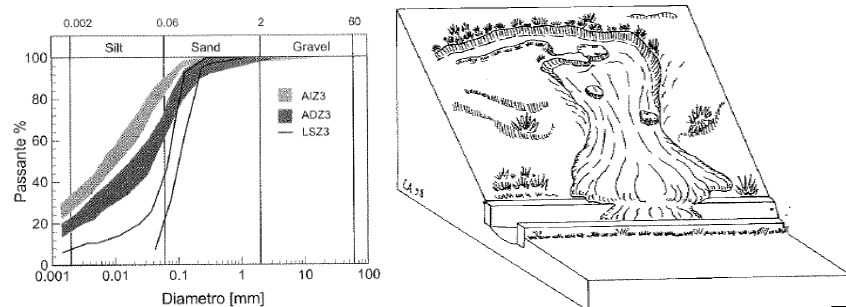 0.002 0.06 2 60
Silt Sand Gravel
100
80
60
40
20
0
Passante %
AIZ3
ADZ3
LSZ3
0.001 0.01 0.1 1 10 100
Diametro [mm]